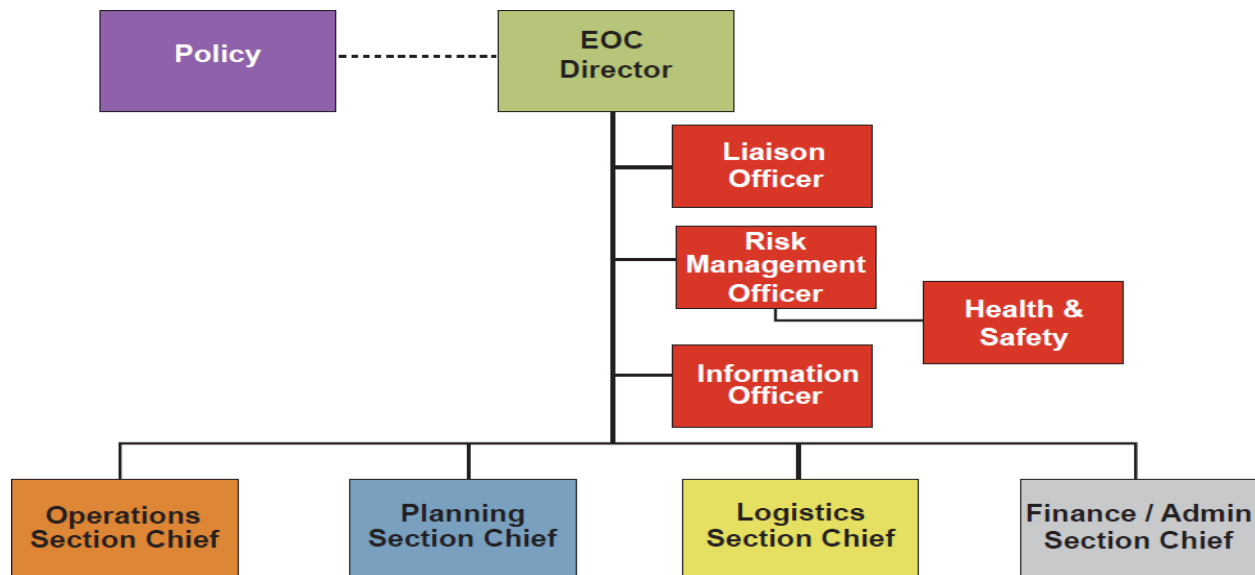 Policy
EOC
Director
Liaison
Officer
Risk
Management
Officer
Health &
Safety
Information
Officer
Operations
Section Chief
Planning
Section Chief
Logistics
Section Chief
Finance / Admin
Section Chief